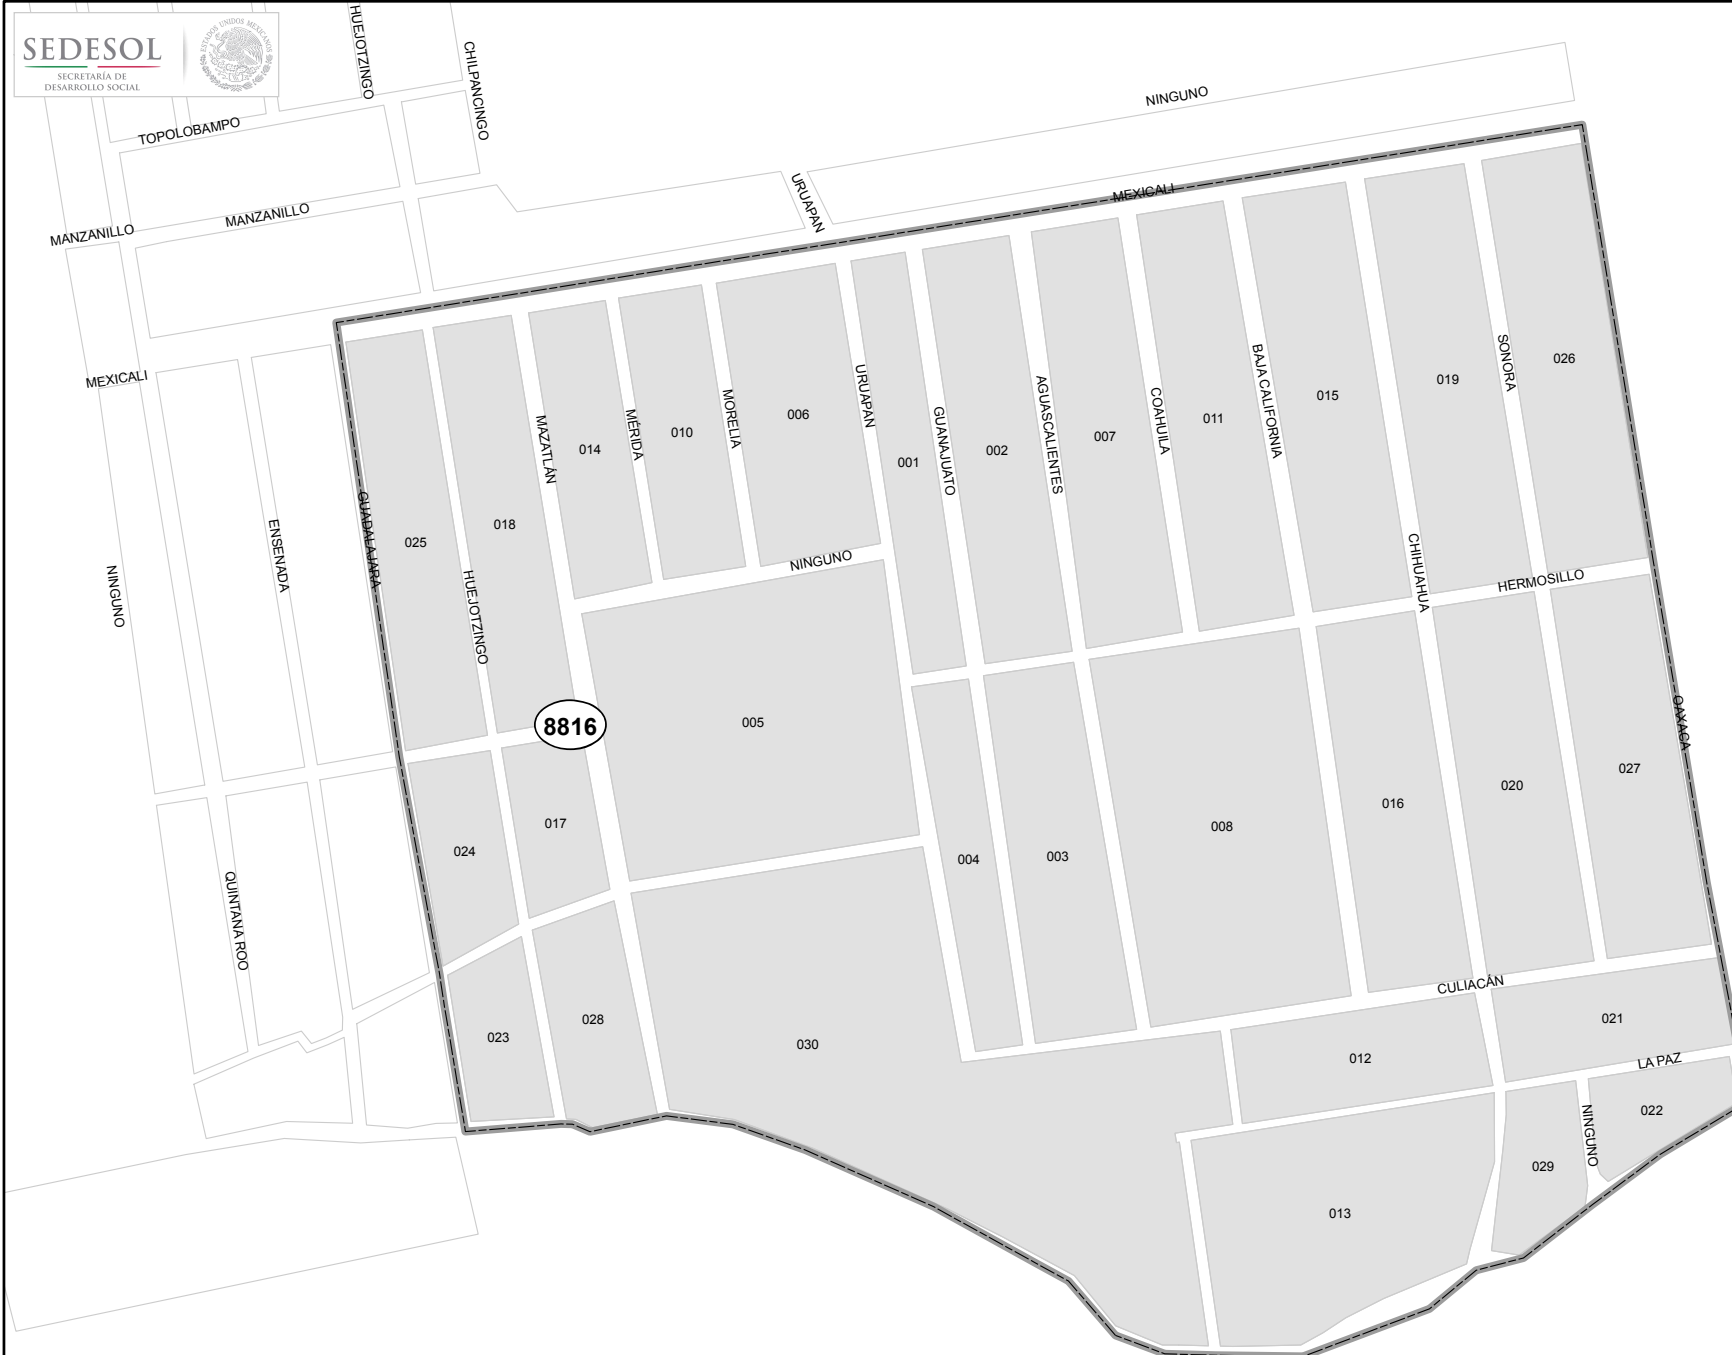 SEDESOL
SECRETARÍA DE
DESARROLLO SOCIAL
ESTADOS UNIDOS MEXICANOS
HUEJOTZINGO
CHILPANCINGO
TOPOLOBAMPO
NINGUNO
MANZANILLO
MANZANILLO
URUAPAN
MEXICALI
MEXICALI
NINGUNO
ENSENADA
GUADALAJARA
QUINTANA ROO
HUEJOTZINGO
MAZATLÁN
MÉRIDA
MORELIA
URUAPAN
GUANAJUATO
AGUASCALIENTES
COAHUILA
BAJA CALIFORNIA
CHIHUAHUA
SONORA
OAXACA
NINGUNO
HERMOSILLO
CULIACÁN
LA PAZ
NINGUNO
8816
025
018
014
010
006
001
002
007
011
015
019
026
005
024
017
004
003
008
016
020
027
023
028
030
012
021
022
029
013